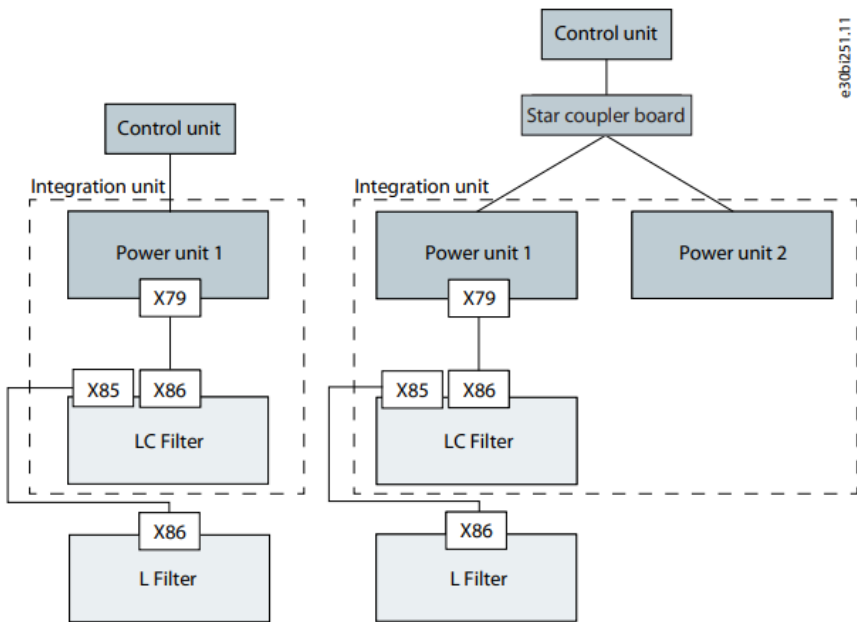 Control unit
Integration unit
Power unit 1
X79
X85
X86
LC Filter
X86
L Filter
Control unit
Star coupler board
Integration unit
Power unit 1
Power unit 2
X79
X85
X86
LC Filter
X86
L Filter
e30bi251.11